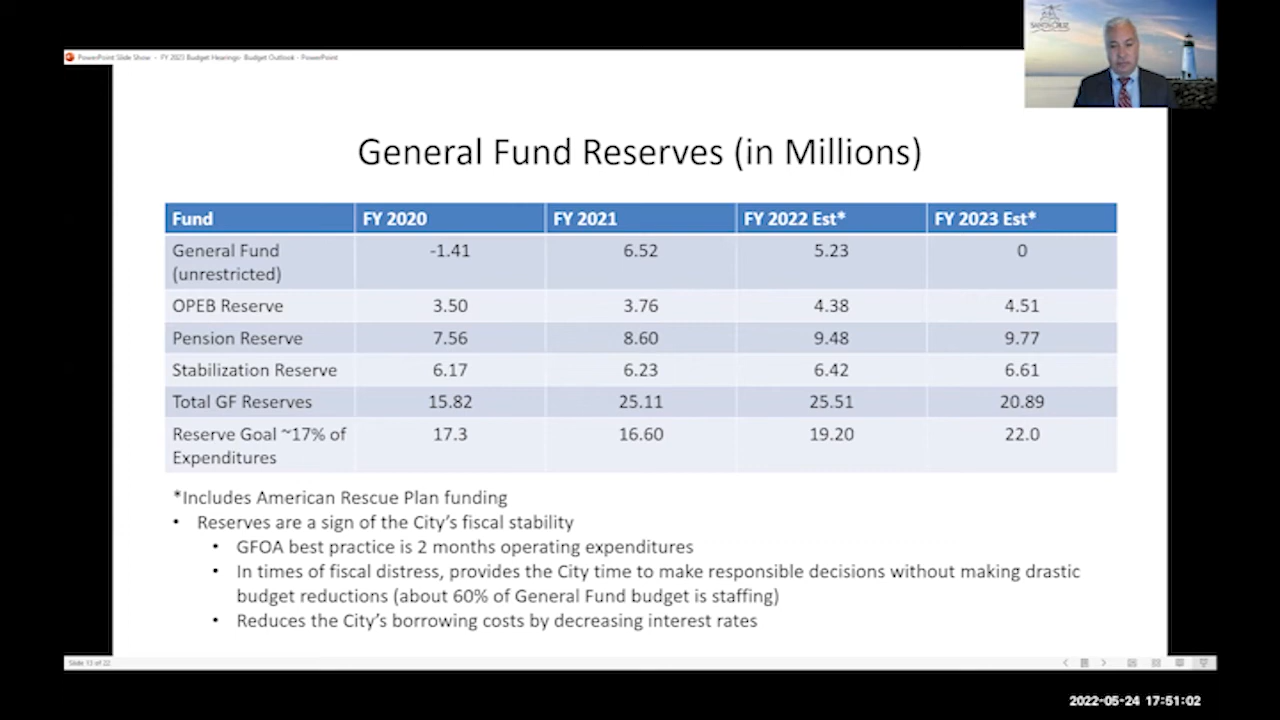 SANTA CRUZ
PowerPoint Slide Show - FY 2023 Budget Hearings- Budget Outlook - PowerPoint
General Fund Reserves (in Millions)
Fund FY 2020 FY 2021 FY 2022 Est* FY 2023 Est*
General Fund -1.41 6.52 5.23 0
(unrestricted)
OPEB Reserve 3.50 3.76 4.38 4.51
Pension Reserve 7.56 8.60 9.48 9.77
Stabilization Reserve 6.17 6.23 6.42 6.61
Total GF Reserves 15.82 25.11 25.51 20.89
Reserve Goal ~17% of 17.3 16.60 19.20 22.0
Expenditures
*Includes American Rescue Plan funding
• Reserves are a sign of the City's fiscal stability
• GFOA best practice is 2 months operating expenditures
• In times of fiscal distress, provides the City time to make responsible decisions without making drastic
budget reductions (about 60% of General Fund budget is staffing)
• Reduces the City's borrowing costs by decreasing interest rates
Slide 13 of 22
2022-05-24 17:51:02